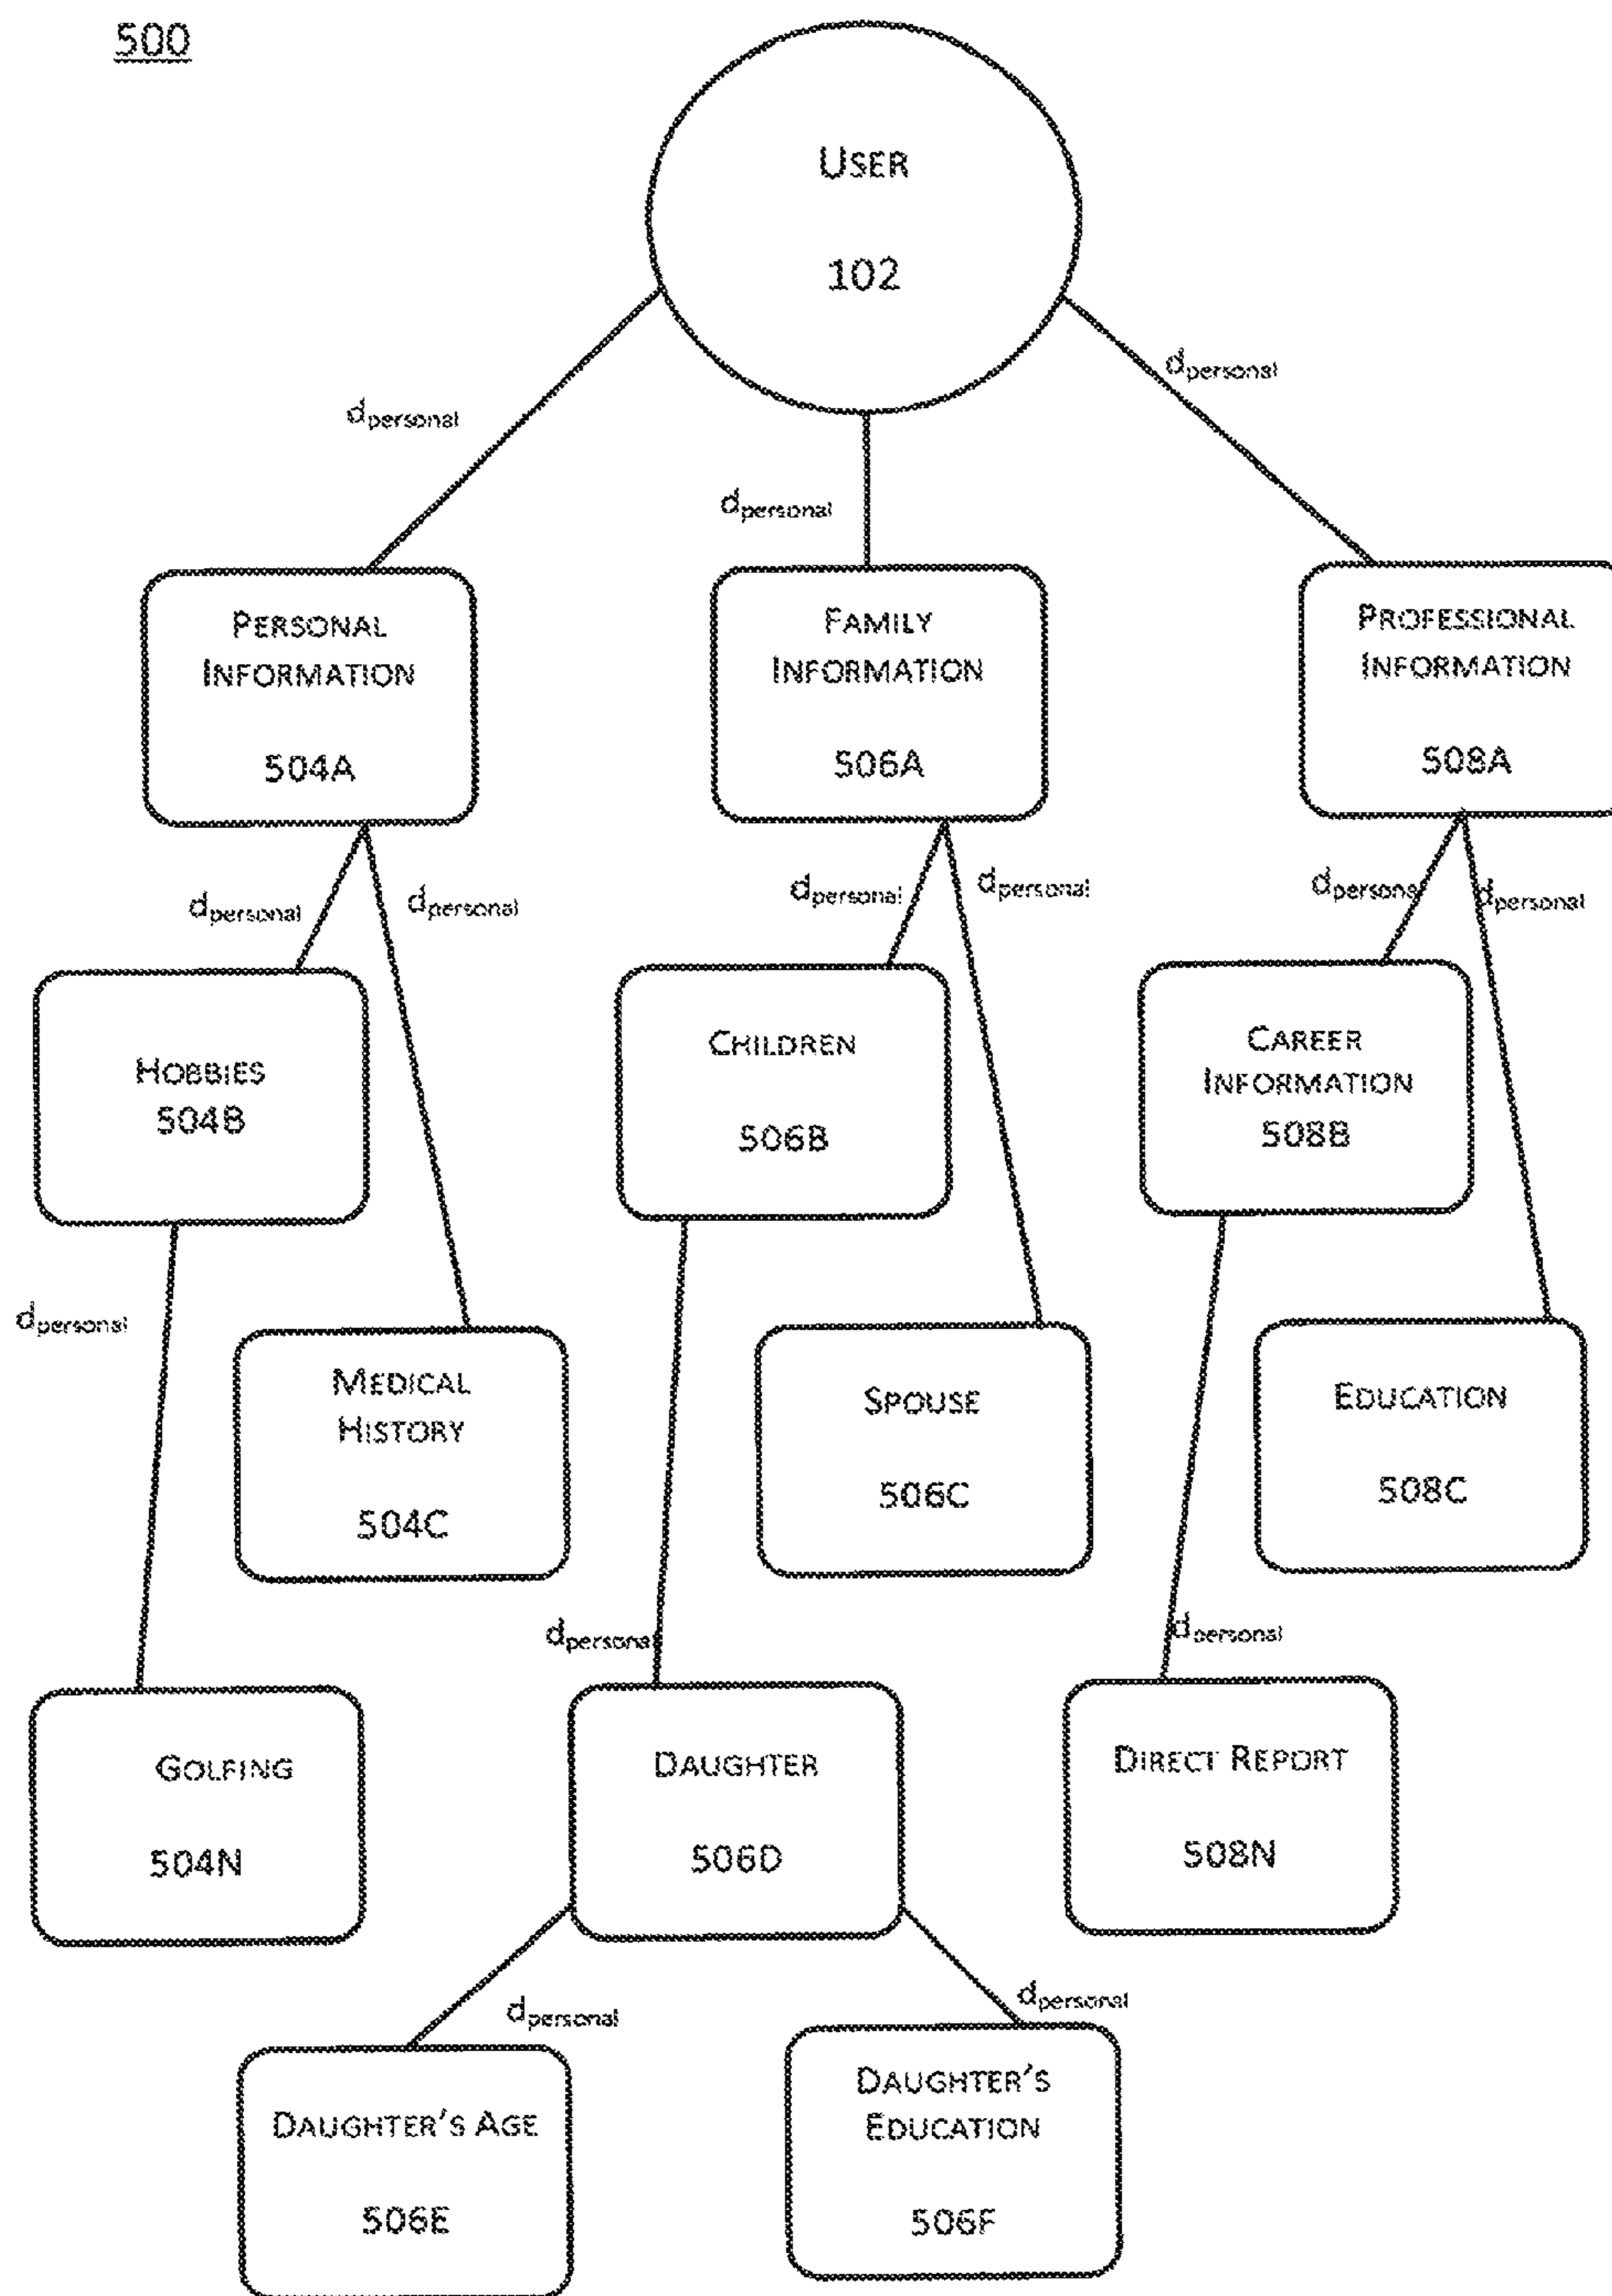 500
USER
102
dpersonal
dpersonal
dpersonal
PERSONAL
INFORMATION
504A
FAMILY
INFORMATION
506A
PROFESSIONAL
INFORMATION
508A
dpersonal
dpersonal
dpersonal
dpersonal
dpersonal
dpersonal
HOBBIES
504B
CHILDREN
506B
CAREER
INFORMATION
508B
dpersonal
MEDICAL
HISTORY
504C
SPOUSE
506C
EDUCATION
508C
dpersonal
dpersonal
GOLFING
504N
DAUGHTER
506D
DIRECT REPORT
508N
dpersonal
dpersonal
DAUGHTER'S AGE
506E
DAUGHTER'S
EDUCATION
506F